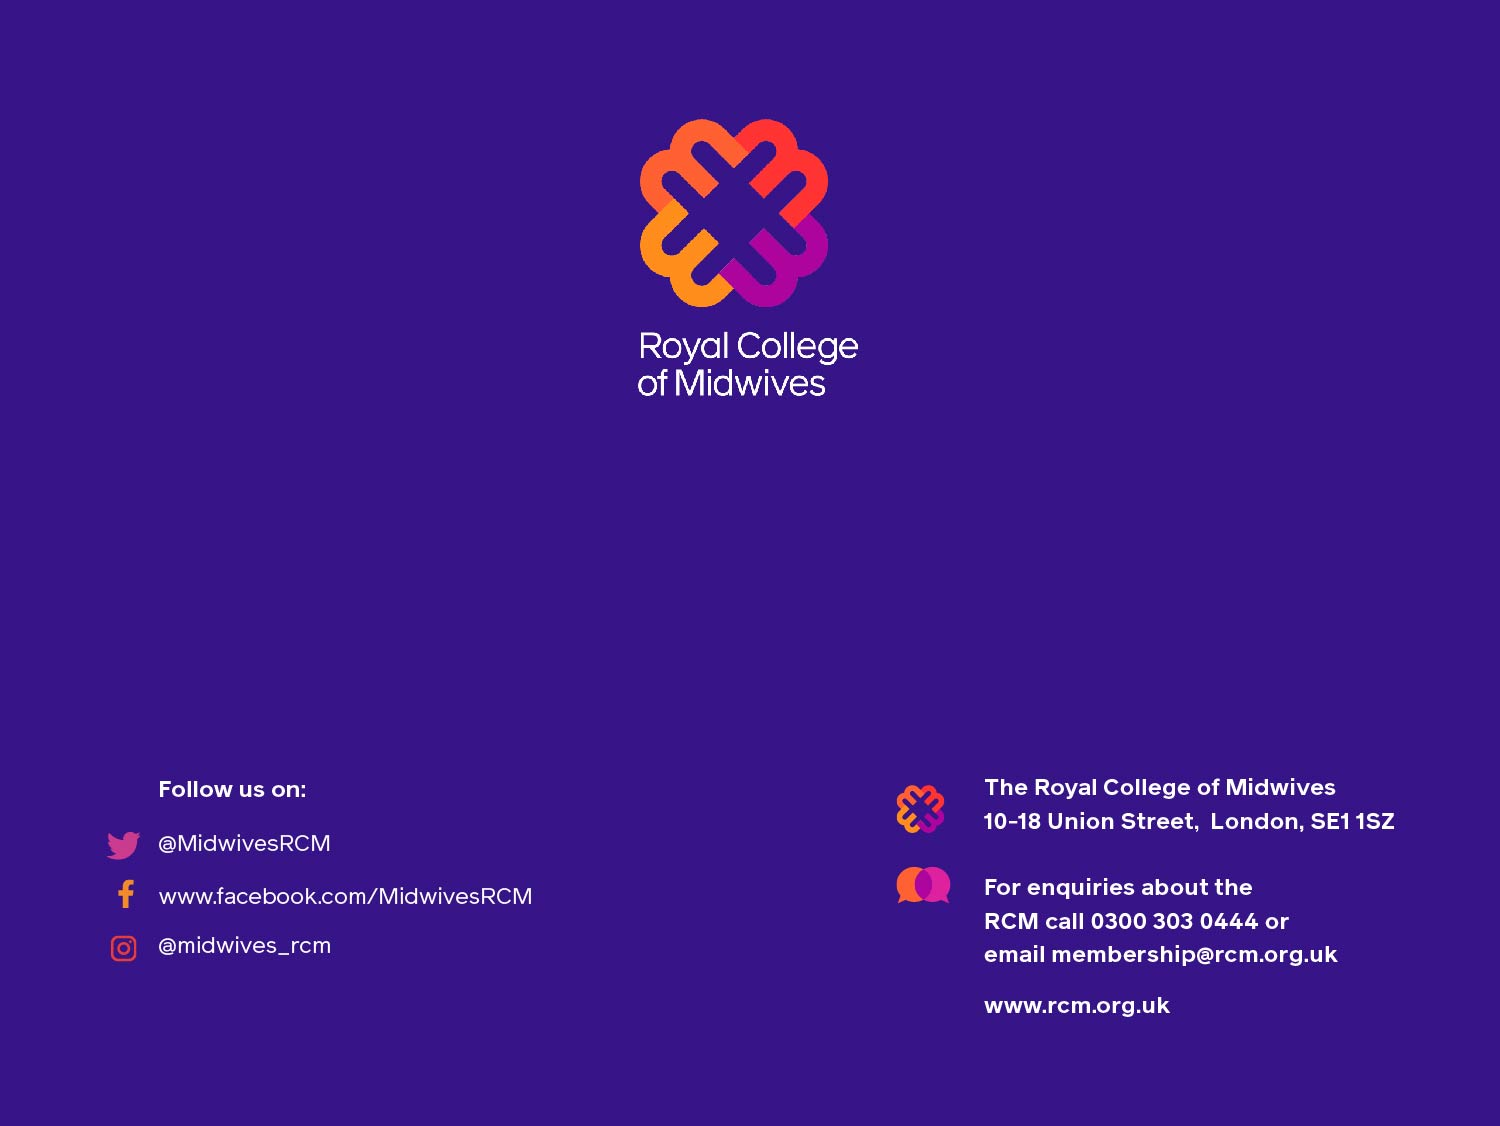 Royal College
of Midwives
Follow us on:
@MidwivesRCM
www.facebook.com/MidwivesRCM
@midwives_rcm
The Royal College of Midwives
10-18 Union Street, London, SE1 1SZ
For enquiries about the
RCM call 0300 303 0444 or
email membership@rcm.org.uk
www.rcm.org.uk